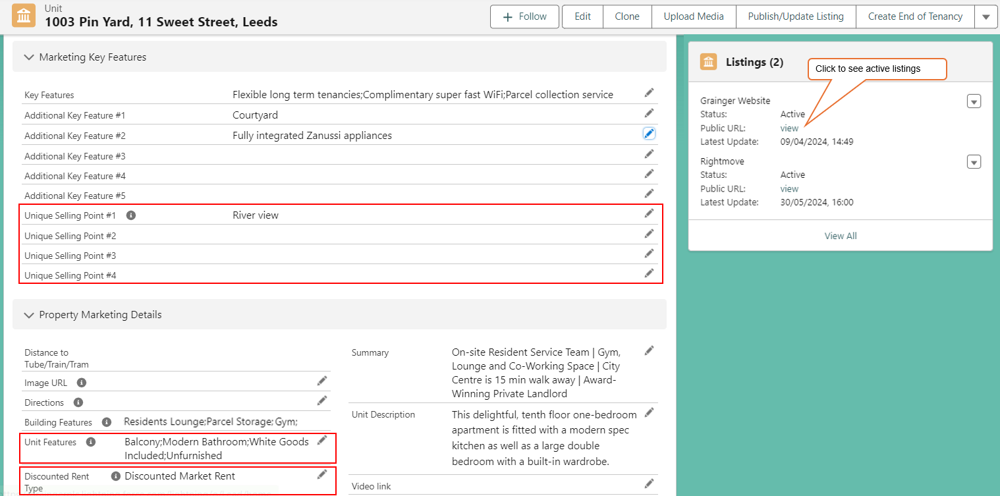 Unit
1003 Pin Yard, 11 Sweet Street, Leeds
+ Follow
Edit
Clone
Upload Media
Publish/Update Listing
Create End of Tenancy
Marketing Key Features
Key Features Flexible long term tenancies;Complimentary super fast WiFi;Parcel collection service
Additional Key Feature #1 Courtyard
Additional Key Feature #2 Fully integrated Zanussi appliances
Additional Key Feature #3
Additional Key Feature #4
Additional Key Feature #5
Unique Selling Point #1 River view
Unique Selling Point #2
Unique Selling Point #3
Unique Selling Point #4
Property Marketing Details
Distance to
Tube/Train/Tram
Image URL
Directions
Building Features Residents Lounge;Parcel Storage;Gym;
Unit Features Balcony;Modern Bathroom;White Goods
Included;Unfurnished
Discounted Rent Discounted Market Rent
Type
Summary On-site Resident Service Team | Gym,
Lounge and Co-Working Space | City
Centre is 15 min walk away | Award-
Winning Private Landlord
Unit Description This delightful, tenth floor one-bedroom
apartment is fitted with a modern spec
kitchen as well as a large double
bedroom with a built-in wardrobe.
Video link
Listings (2)
Click to see active listings
Grainger Website
Status: Active
Public URL: view
Latest Update: 09/04/2024, 14:49
Rightmove
Status: Active
Public URL: view
Latest Update: 30/05/2024, 16:00
View All